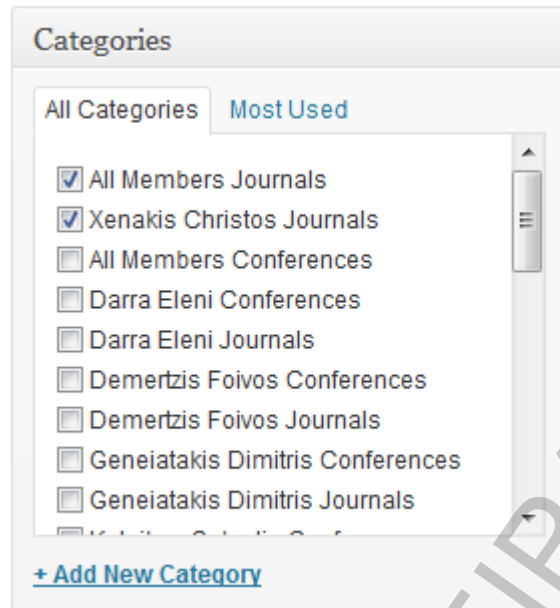 Categories
All Categories Most Used
All Members Journals
Xenakis Christos Journals
All Members Conferences
Darra Eleni Conferences
Darra Eleni Journals
Demertzis Foivos Conferences
Demertzis Foivos Journals
Geneiatakis Dimitris Conferences
Geneiatakis Dimitris Journals
+ Add New Category